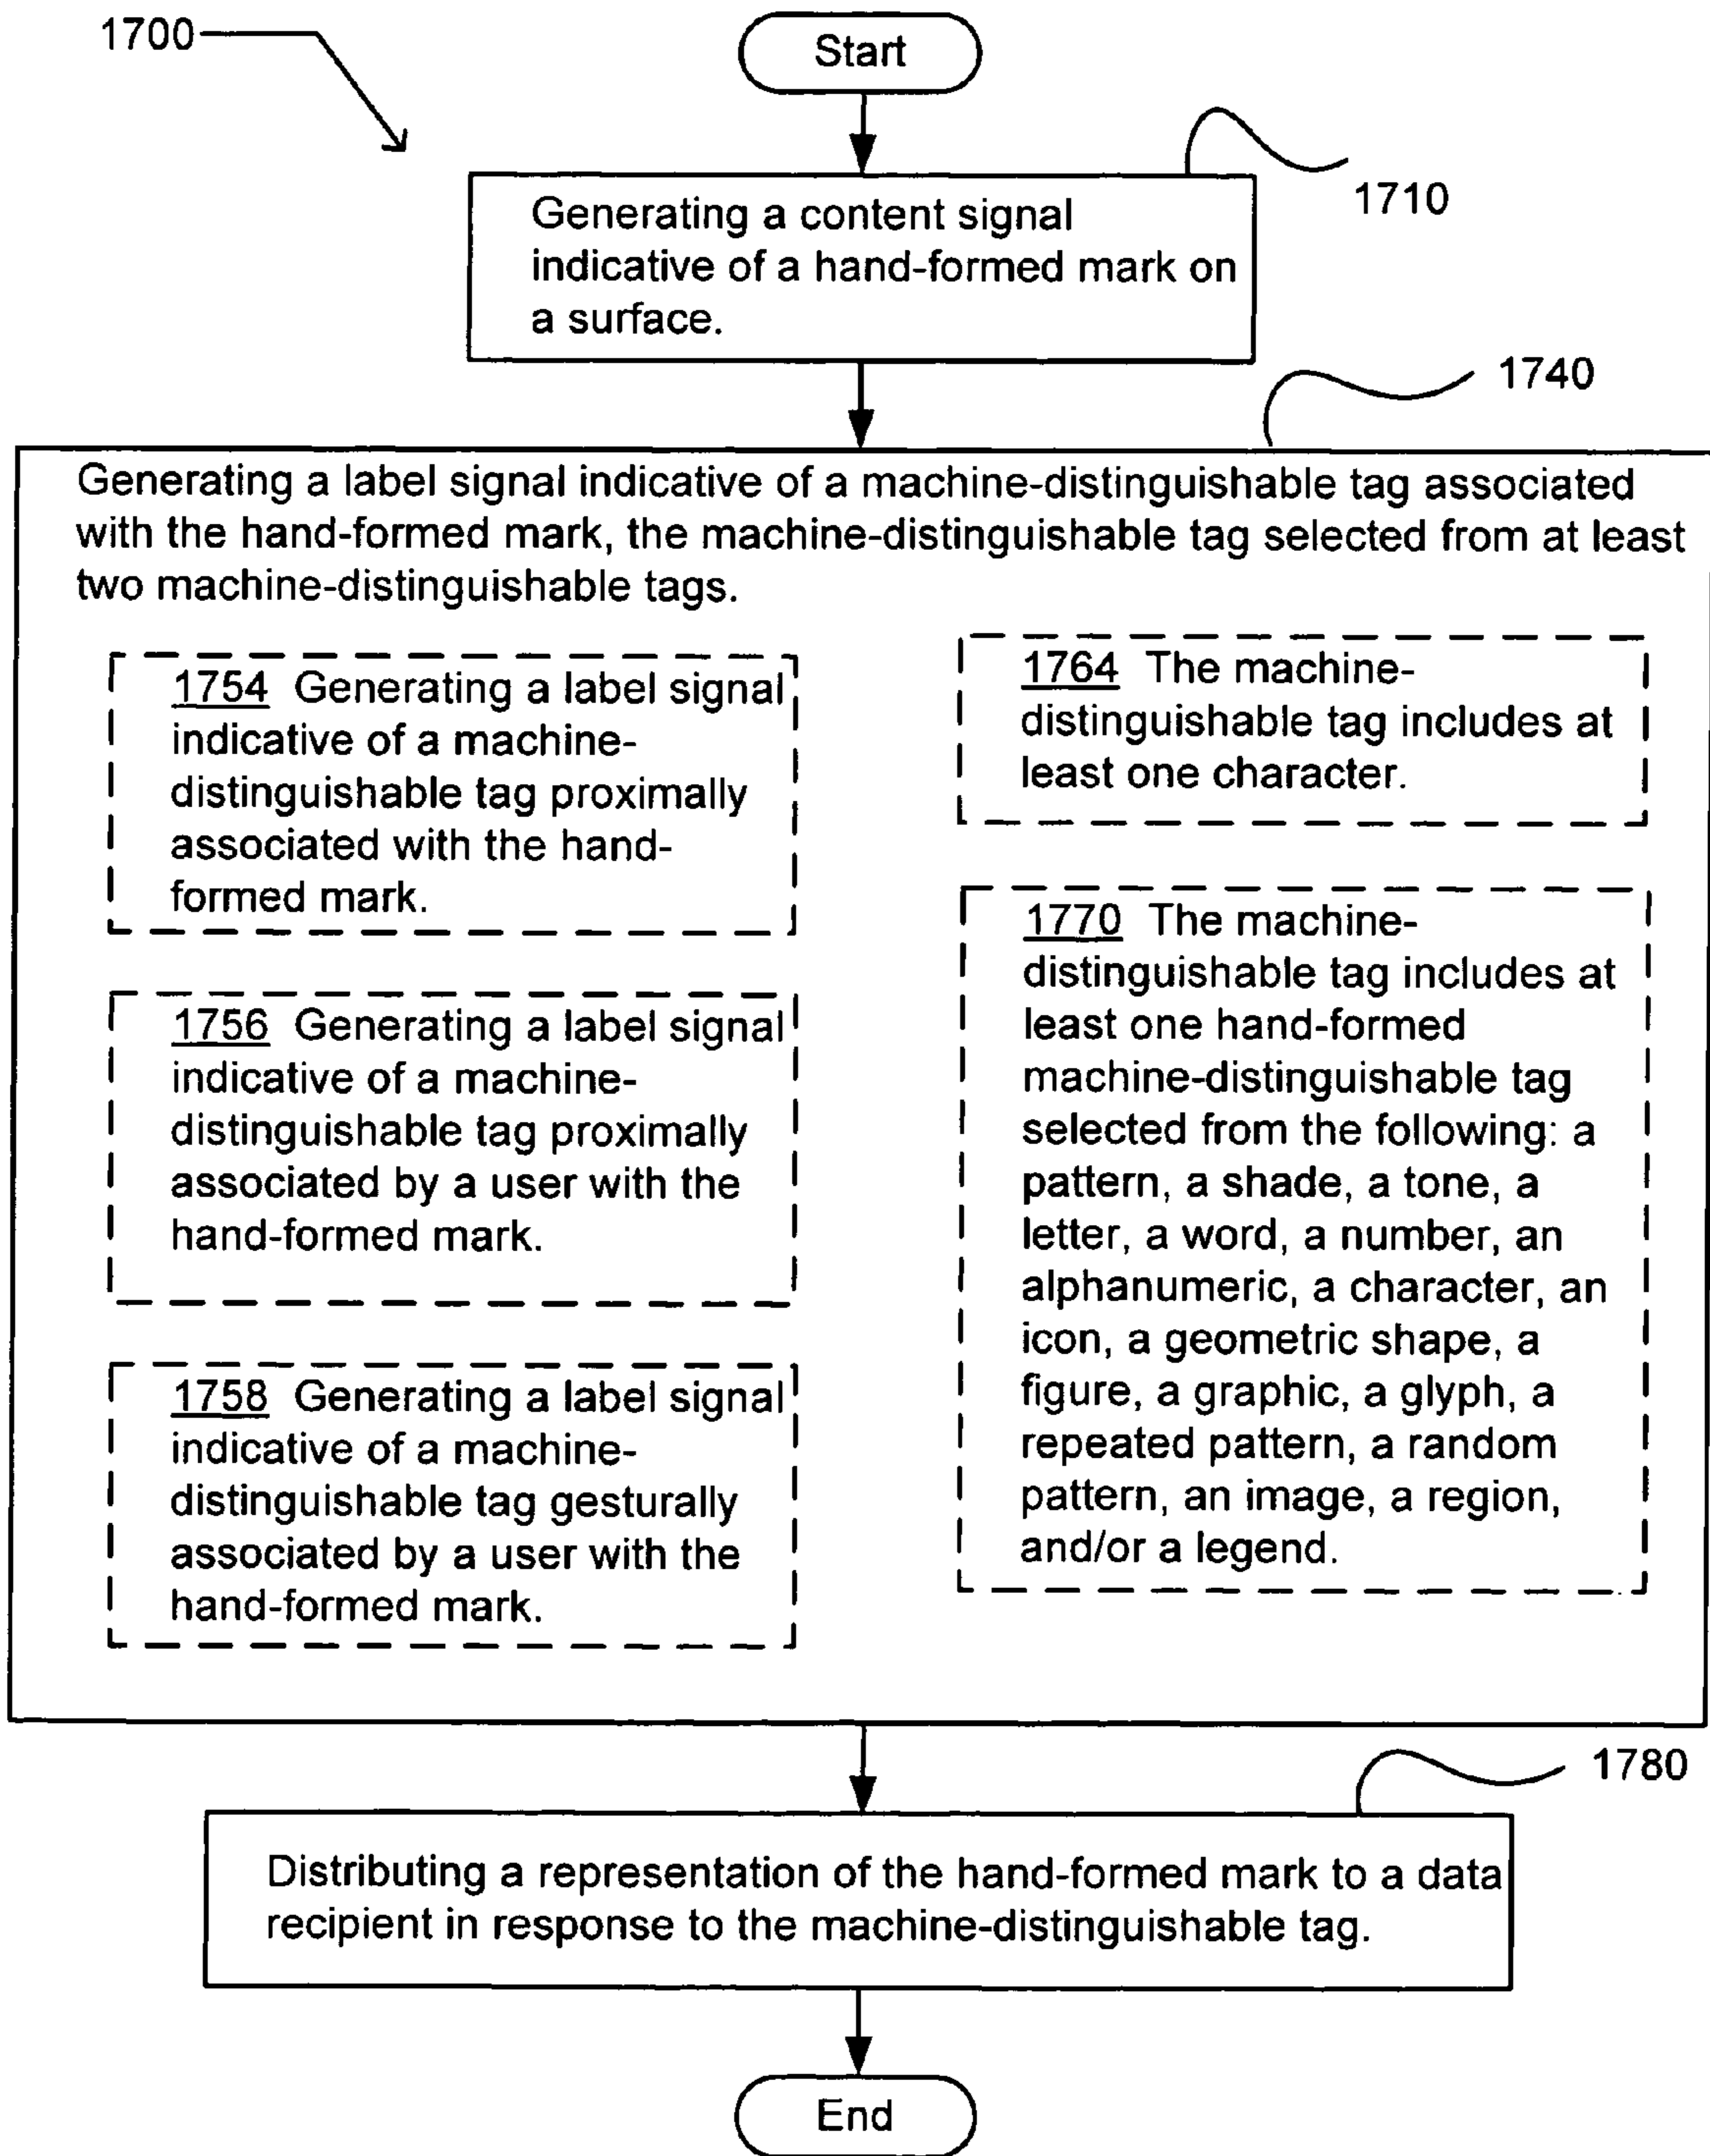 1700
Start
1710
Generating a content signal
indicative of a hand-formed mark on
a surface.
1740
Generating a label signal indicative of a machine-distinguishable tag associated
with the hand-formed mark, the machine-distinguishable tag selected from at least
two machine-distinguishable tags.
1754 Generating a label signal
indicative of a machine-
distinguishable tag proximally
associated with the hand-
formed mark.
1756 Generating a label signal
indicative of a machine-
distinguishable tag proximally
associated by a user with the
hand-formed mark.
1758 Generating a label signal
indicative of a machine-
distinguishable tag gesturally
associated by a user with the
hand-formed mark.
1764 The machine-
distinguishable tag includes at
least one character.
1770 The machine-
distinguishable tag includes at
least one hand-formed
machine-distinguishable tag
selected from the following: a
pattern, a shade, a tone, a
letter, a word, a number, an
alphanumeric, a character, an
icon, a geometric shape, a
figure, a graphic, a glyph, a
repeated pattern, a random
pattern, an image, a region,
and/or a legend.
1780
Distributing a representation of the hand-formed mark to a data
recipient in response to the machine-distinguishable tag.
End